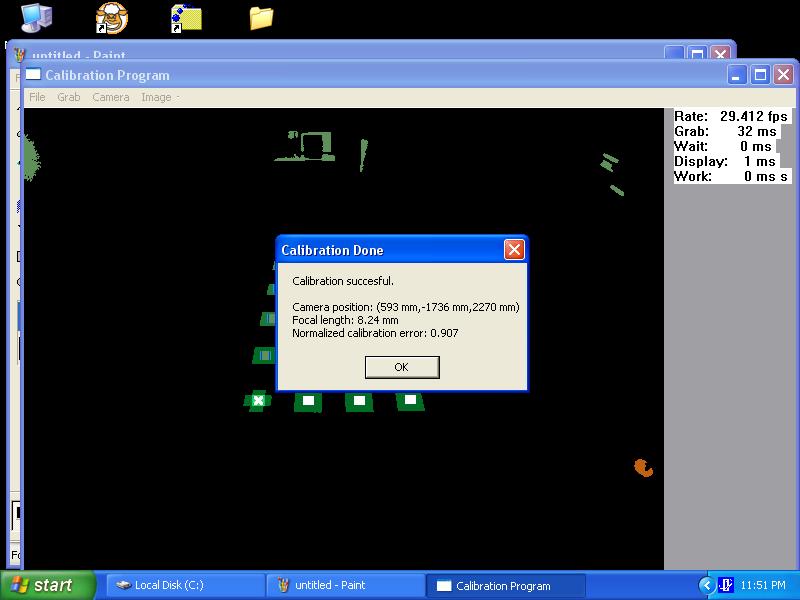 untitled - Paint
Calibration Program
File Grab Camera Image
Rate: 29.412 fps
Grab: 32 ms
Wait: 0 ms
Display: 1 ms
Work: 0 ms s
Calibration Done
Calibration succesful.
Camera position: (593 mm,-1736 mm,2270 mm)
Focal length: 8.24 mm
Normalized calibration error: 0.907
OK
start
Local Disk (C:)
untitled - Paint
Calibration Program
11:51 PM